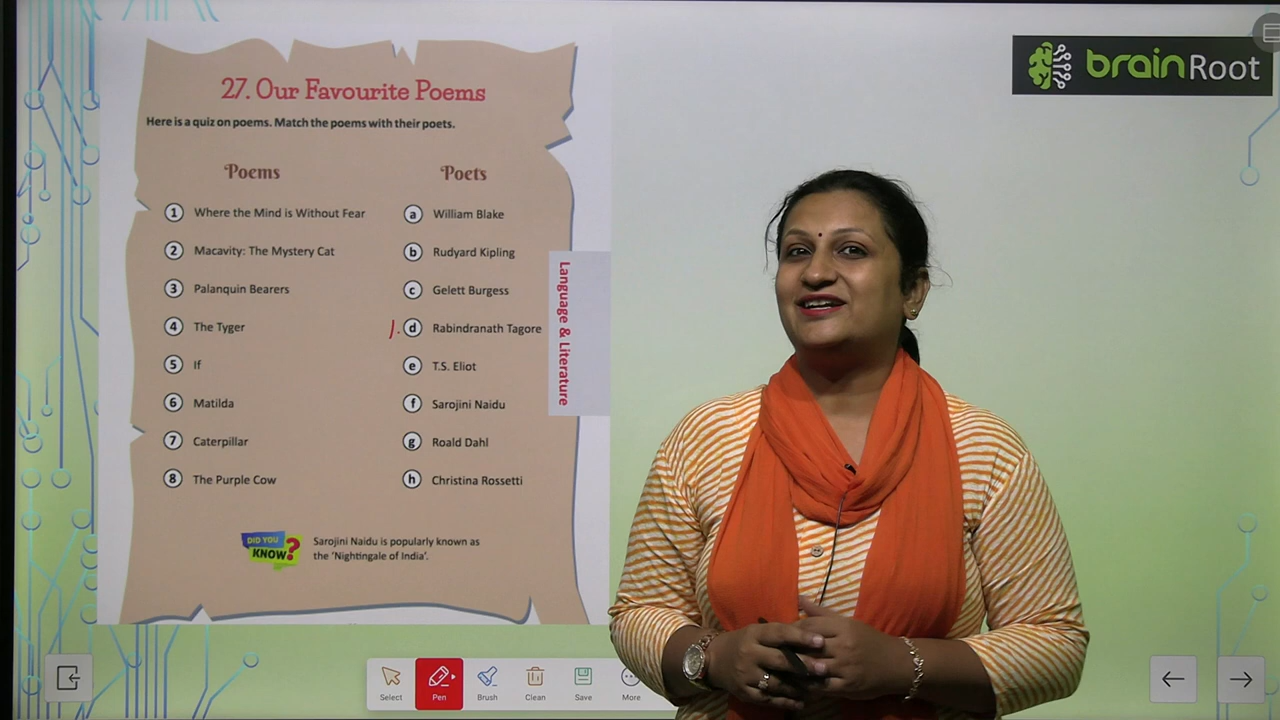 brainRoot
27. Our Favourite Poems
Here is a quiz on poems. Match the poems with their poets.
Poems Poets
1 Where the Mind is Without Fear a William Blake
2 Macavity: The Mystery Cat b Rudyard Kipling
3 Palanquin Bearers c Gelett Burgess
4 The Tyger 1. d Rabindranath Tagore
5 If e T.S. Eliot
6 Matilda f Sarojini Naidu
7 Caterpillar g Roald Dahl
8 The Purple Cow h Christina Rossetti
Language & Literature
DID YOU
KNOW?
Sarojini Naidu is popularly known as
the 'Nightingale of India'.
Select Pen Brush Clean Save More